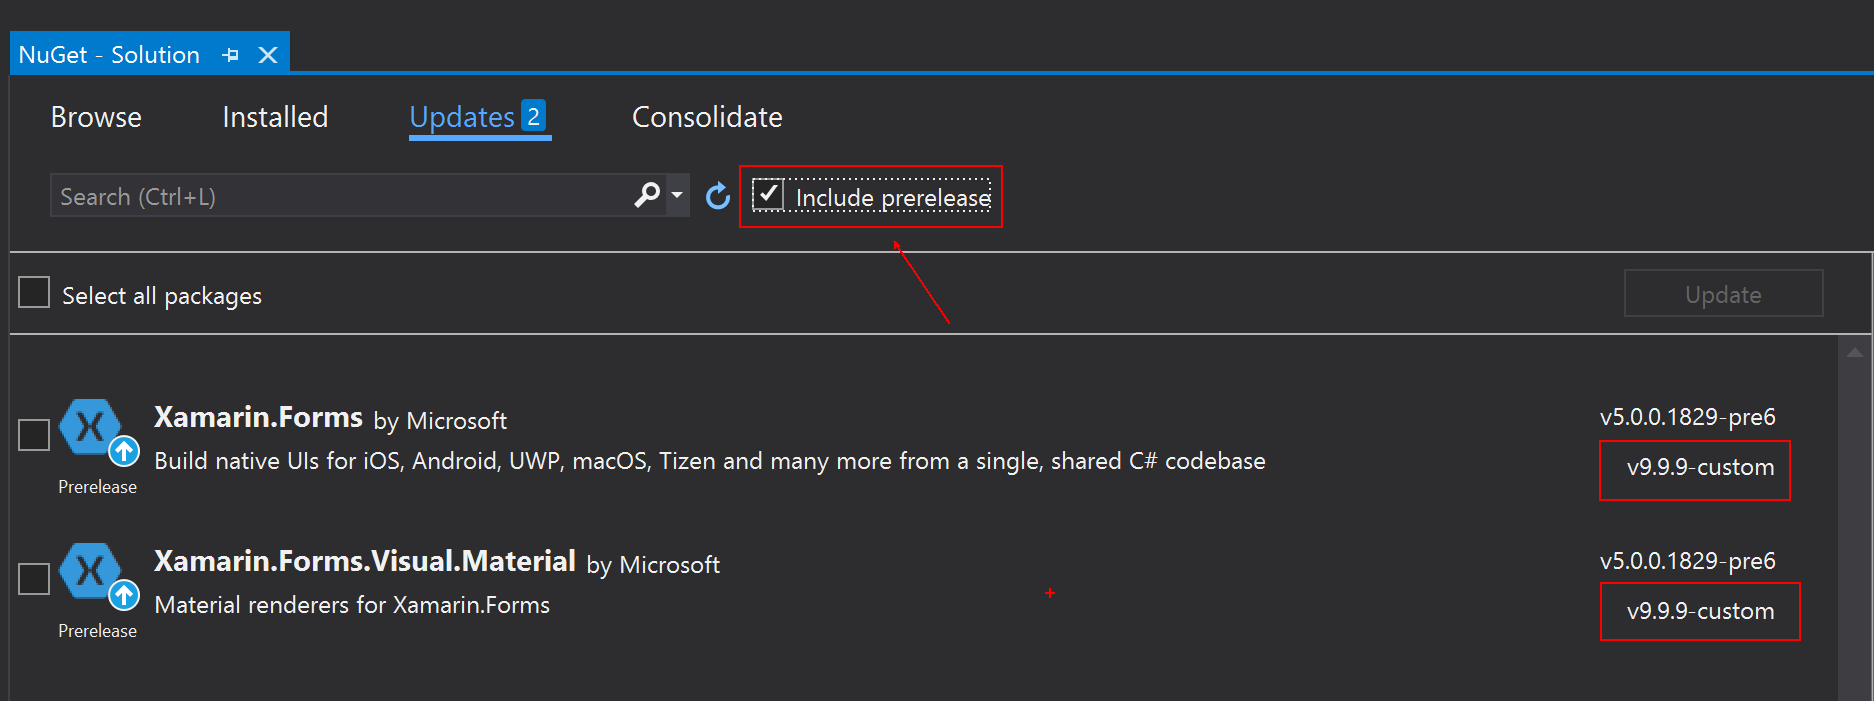 NuGet - Solution
Browse Installed Updates 2 Consolidate
Search (Ctrl+L) Include prerelease
Select all packages Update
Xamarin.Forms by Microsoft v5.0.0.1829-pre6
Build native UIs for iOS, Android, UWP, macOS, Tizen and many more from a single, shared C# codebase v9.9.9-custom
Prerelease
Xamarin.Forms.Visual.Material by Microsoft v5.0.0.1829-pre6
Material renderers for Xamarin.Forms v9.9.9-custom
Prerelease